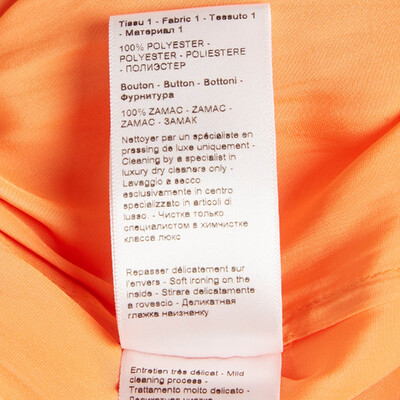 Tissu 1 - Fabric 1 - Tessuto 1
- Материал 1
100% POLYESTER -
POLYESTER - POLIESTERE
- ПОЛИЭСТЕР
Bouton - Button - Bottoni -
Фурнитура
100% ZAMAC - ZAMAC -
ZAMAC - ЗАМАК
Nettoyer par un spécialiste en
pressing de luxe uniquement -
Cleaning by a specialist in
luxury dry cleaners only -
Lavaggio a secco
esclusivamente in centro
specializzato in articoli di
lusso. - Чистка только
специалистом в химчистке
класса люкс
Repasser délicatement sur
l'envers - Soft ironing on the
inside - Stirare delicatamente
a rovescio - Деликатная
глажка наизнанку
Entretien très délicat - Mild
cleaning process -
Trattamento molto delicato -
Деликатная чистка